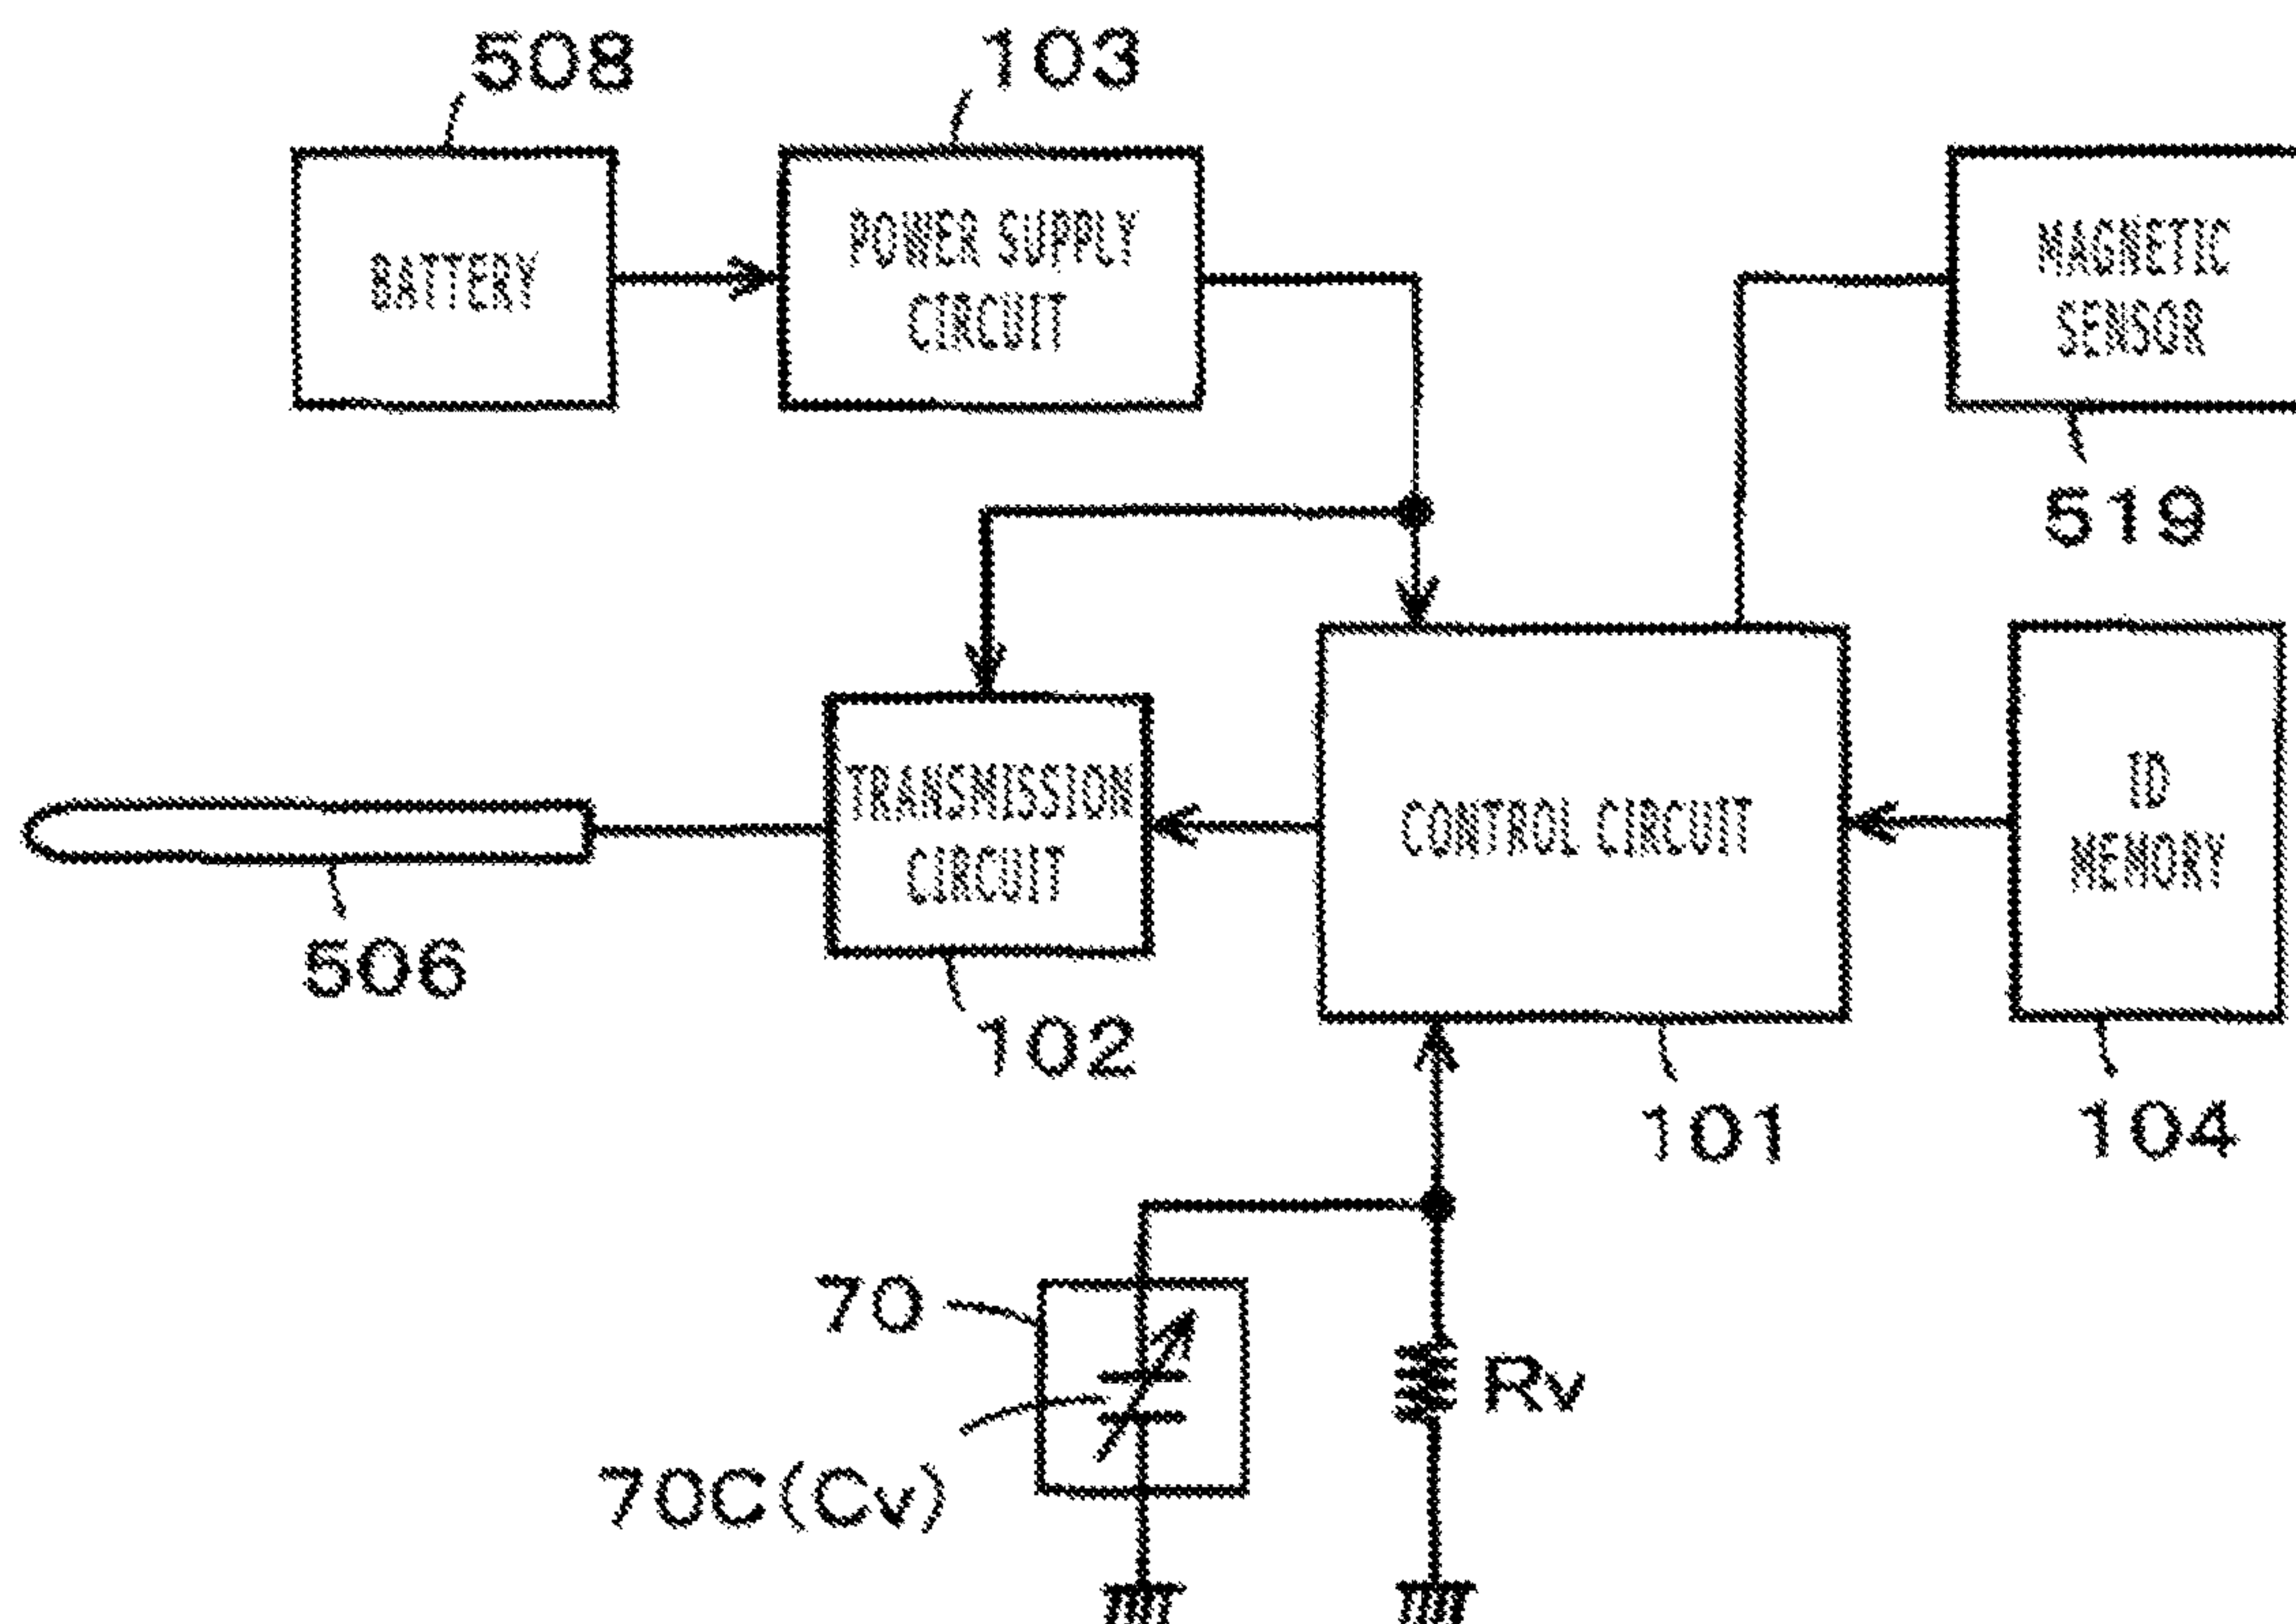 508
103
BATTERY
POWER SUPPLY
CIRCUIT
MAGNETIC
SENSOR
519
TRANSMISSION
CIRCUIT
CONTROL CIRCUIT
ID
MEMORY
506
102
101
104
70
Rv
70C(Cv)